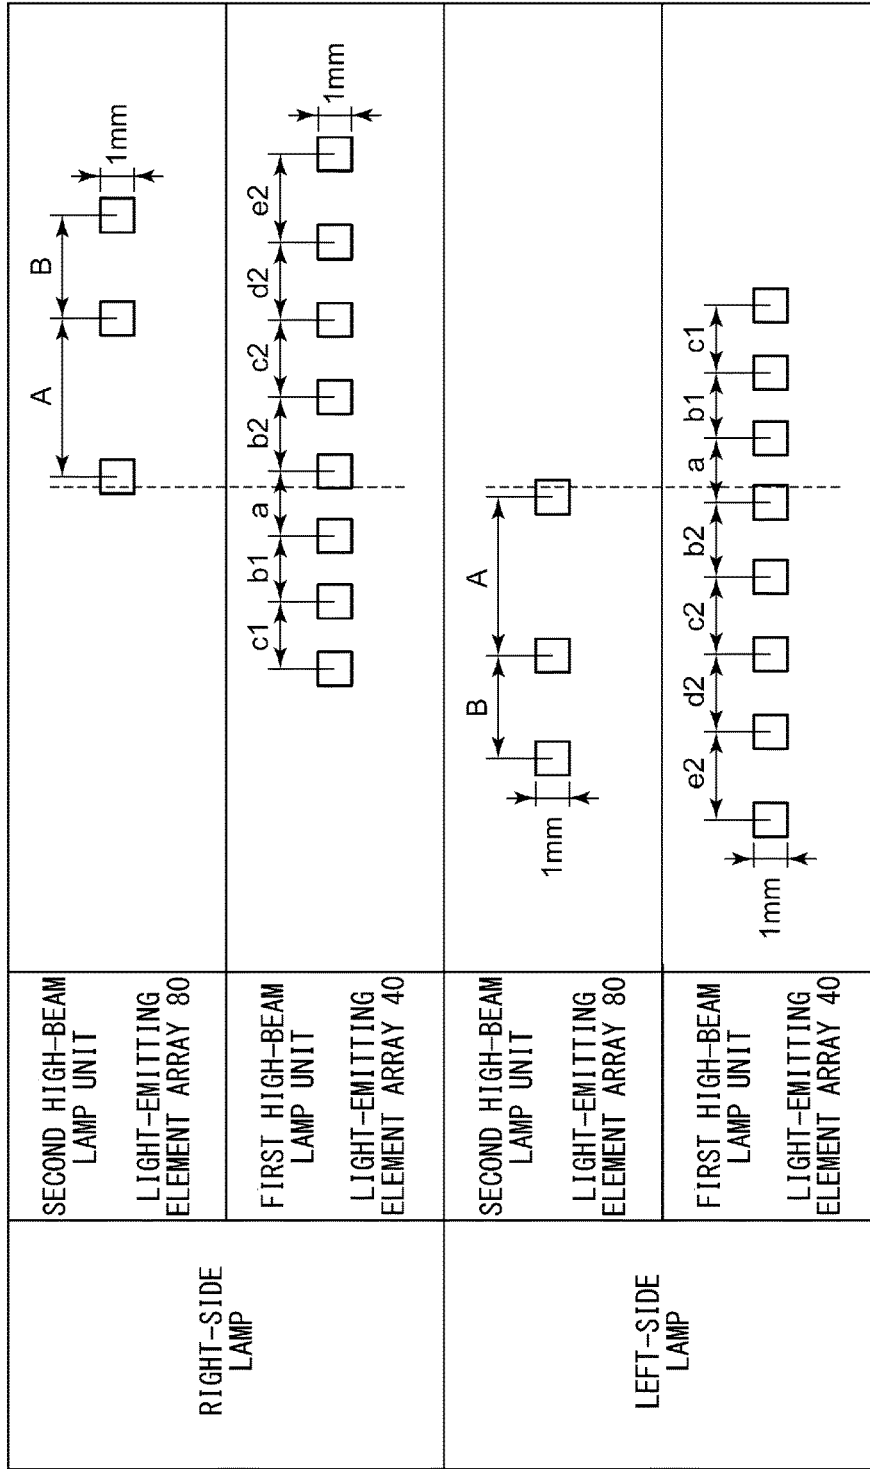 RIGHT-SIDE
LAMP
SECOND HIGH-BEAM
LAMP UNIT
LIGHT-EMITTING
ELEMENT ARRAY 80
A
B
1mm
FIRST HIGH-BEAM
LAMP UNIT
LIGHT-EMITTING
ELEMENT ARRAY 40
c1
b1
a
b2
c2
d2
e2
1mm
LEFT-SIDE
LAMP
SECOND HIGH-BEAM
LAMP UNIT
LIGHT-EMITTING
ELEMENT ARRAY 80
1mm
B
A
FIRST HIGH-BEAM
LAMP UNIT
LIGHT-EMITTING
ELEMENT ARRAY 40
1mm
e2
d2
c2
b2
a
b1
c1